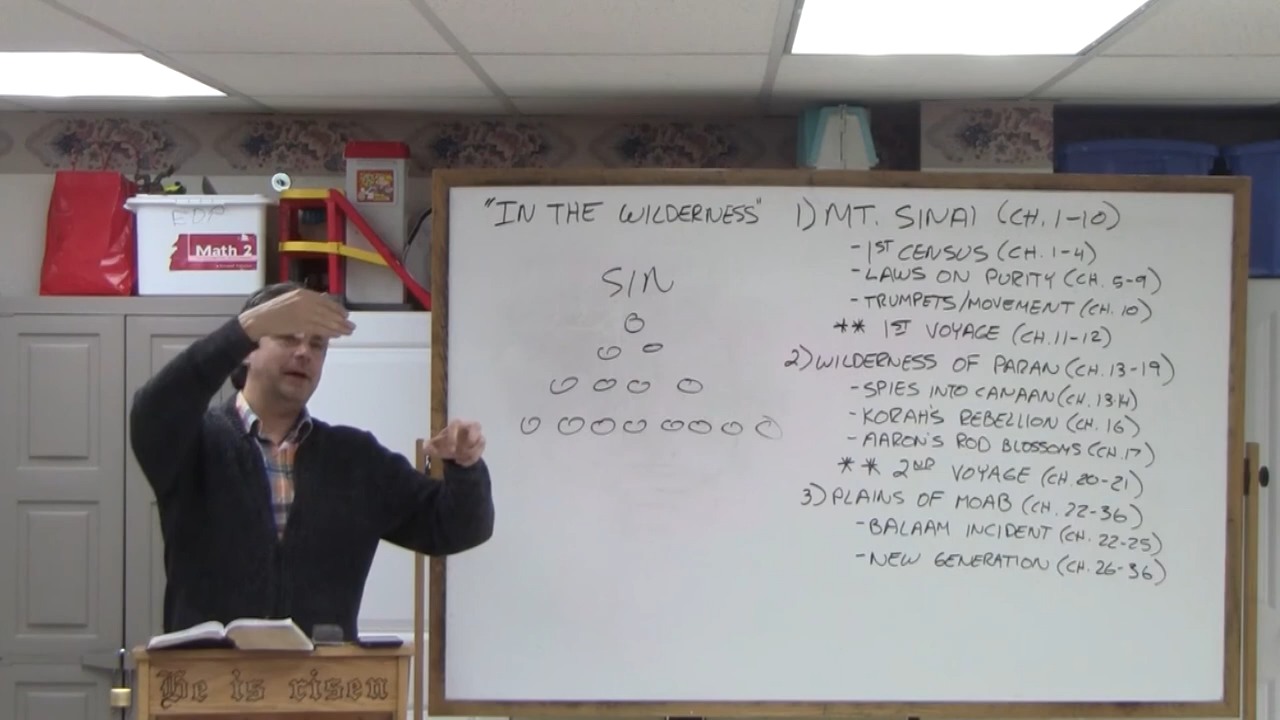 "IN THE WILDERNESS"
SIN
1) MT. SINAI (CH. 1-10)
-1ST CENSUS (CH. 1-4)
-LAWS ON PURITY (CH. 5-9)
-TRUMPETS/MOVEMENT (CH. 10)
** 1ST VOYAGE (CH. 11-12)
2) WILDERNESS OF PARAN (CH. 13-19)
-SPIES INTO CANAAN (CH. 13-14)
-KORAH'S REBELLION (CH. 16)
-AARON'S ROD BLOSSOMS (CH. 17)
** 2ND VOYAGE (CH. 20-21)
3) PLAINS OF MOAB (CH. 22-36)
-BALAAM INCIDENT (CH. 22-25)
-NEW GENERATION (CH. 26-36)
EDP
Math 2
He is risen